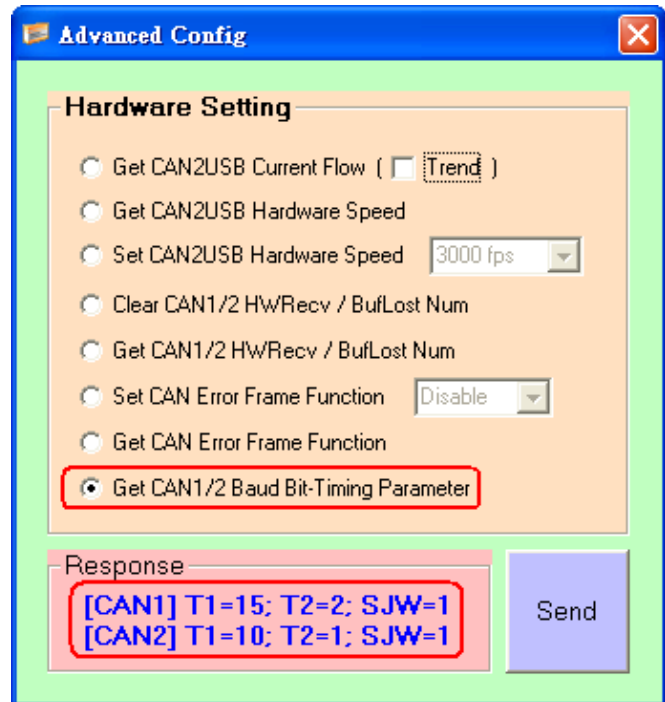 Advanced Config
Hardware Setting
Get CAN2USB Current Flow ( Trend )
Get CAN2USB Hardware Speed
Set CAN2USB Hardware Speed 3000 fps
Clear CAN1/2 HWRecv / BufLost Num
Get CAN1/2 HWRecv / BufLost Num
Set CAN Error Frame Function Disable
Get CAN Error Frame Function
Get CAN1/2 Baud Bit-Timing Parameter
Response
[CAN1] T1=15; T2=2; SJW=1
[CAN2] T1=10; T2=1; SJW=1
Send